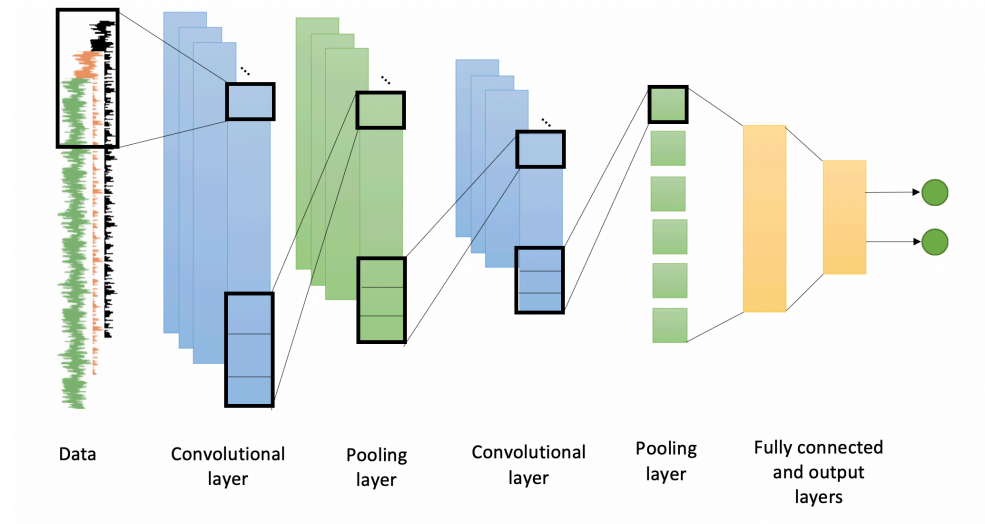 Data
Convolutional
layer
Pooling
layer
Convolutional
layer
Pooling
layer
Fully connected
and output
layers